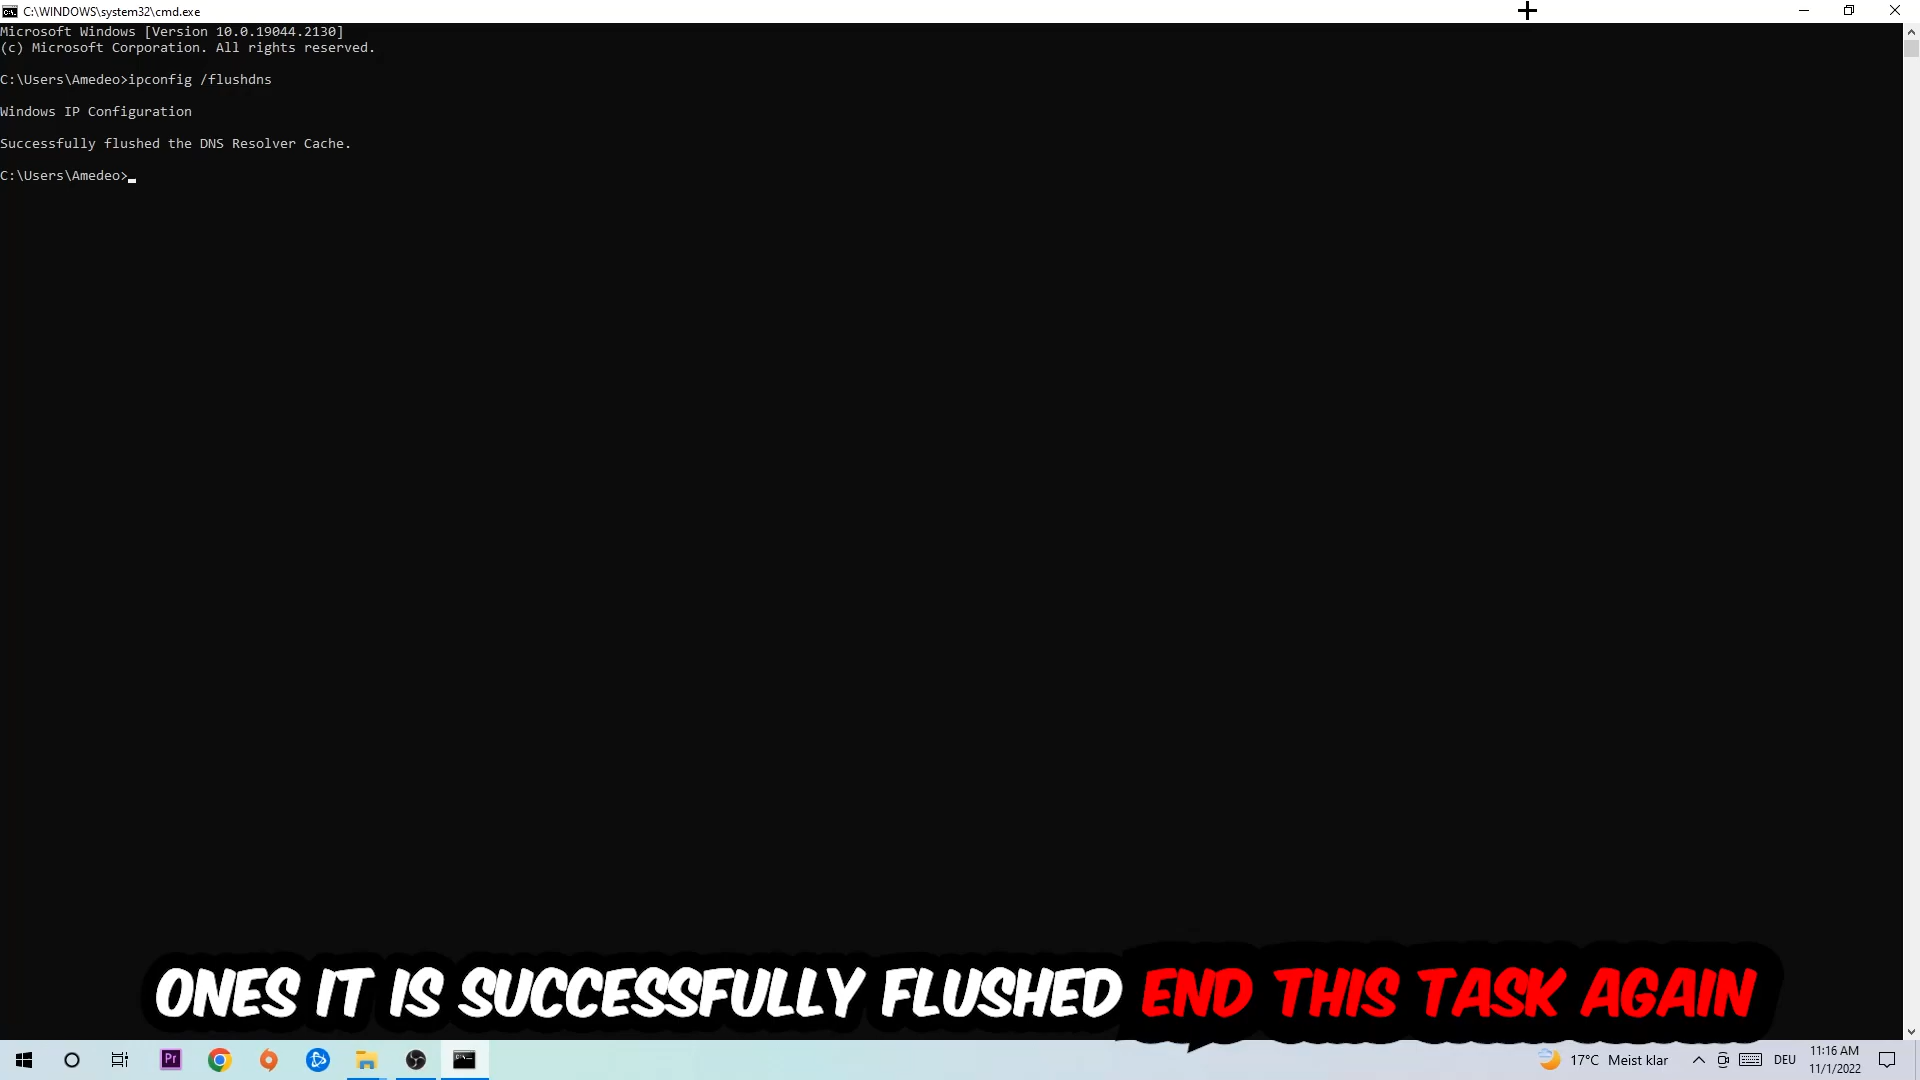 C:\WINDOWS\system32\cmd.exe
Microsoft Windows [Version 10.0.19044.2130]
(c) Microsoft Corporation. All rights reserved.
C:\Users\Amedeo>ipconfig /flushdns
Windows IP Configuration
Successfully flushed the DNS Resolver Cache.
C:\Users\Amedeo>
ONES IT IS SUCCESSFULLY FLUSHED END THIS TASK AGAIN
Pr
17°C Meist klar
DEU
11:16 AM
11/1/2022